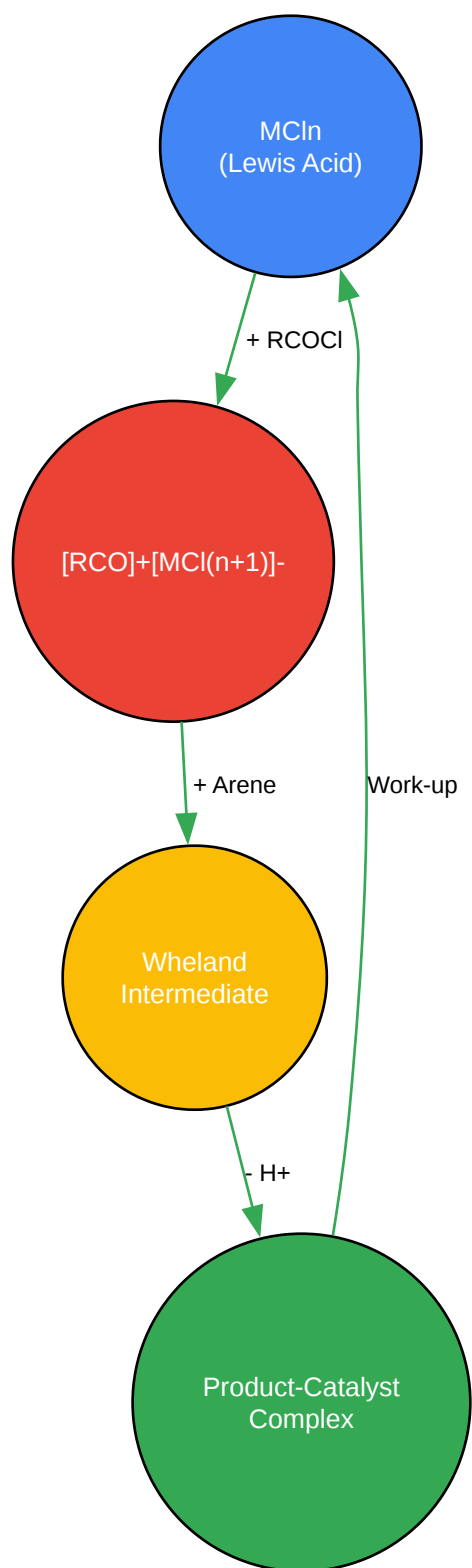 MCln
(Lewis Acid)
+ RCOCl
[RCO]+[MCl(n+1)]-
+ Arene
Work-up
Wheland
Intermediate
- H+
Product-Catalyst
Complex